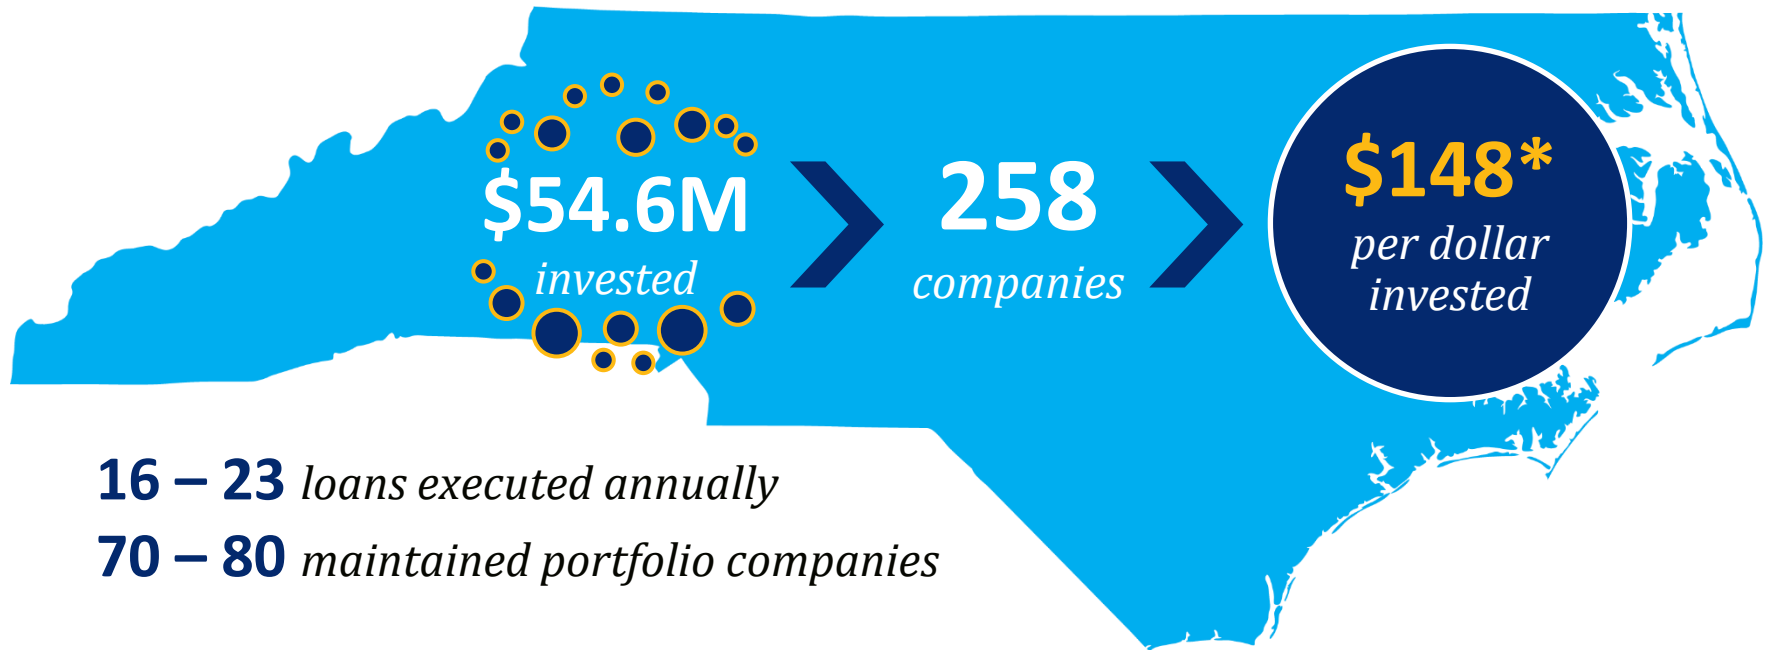 $54.6M
invested
258
companies
$148*
per dollar
invested
16 – 23 loans executed annually
70 – 80 maintained portfolio companies